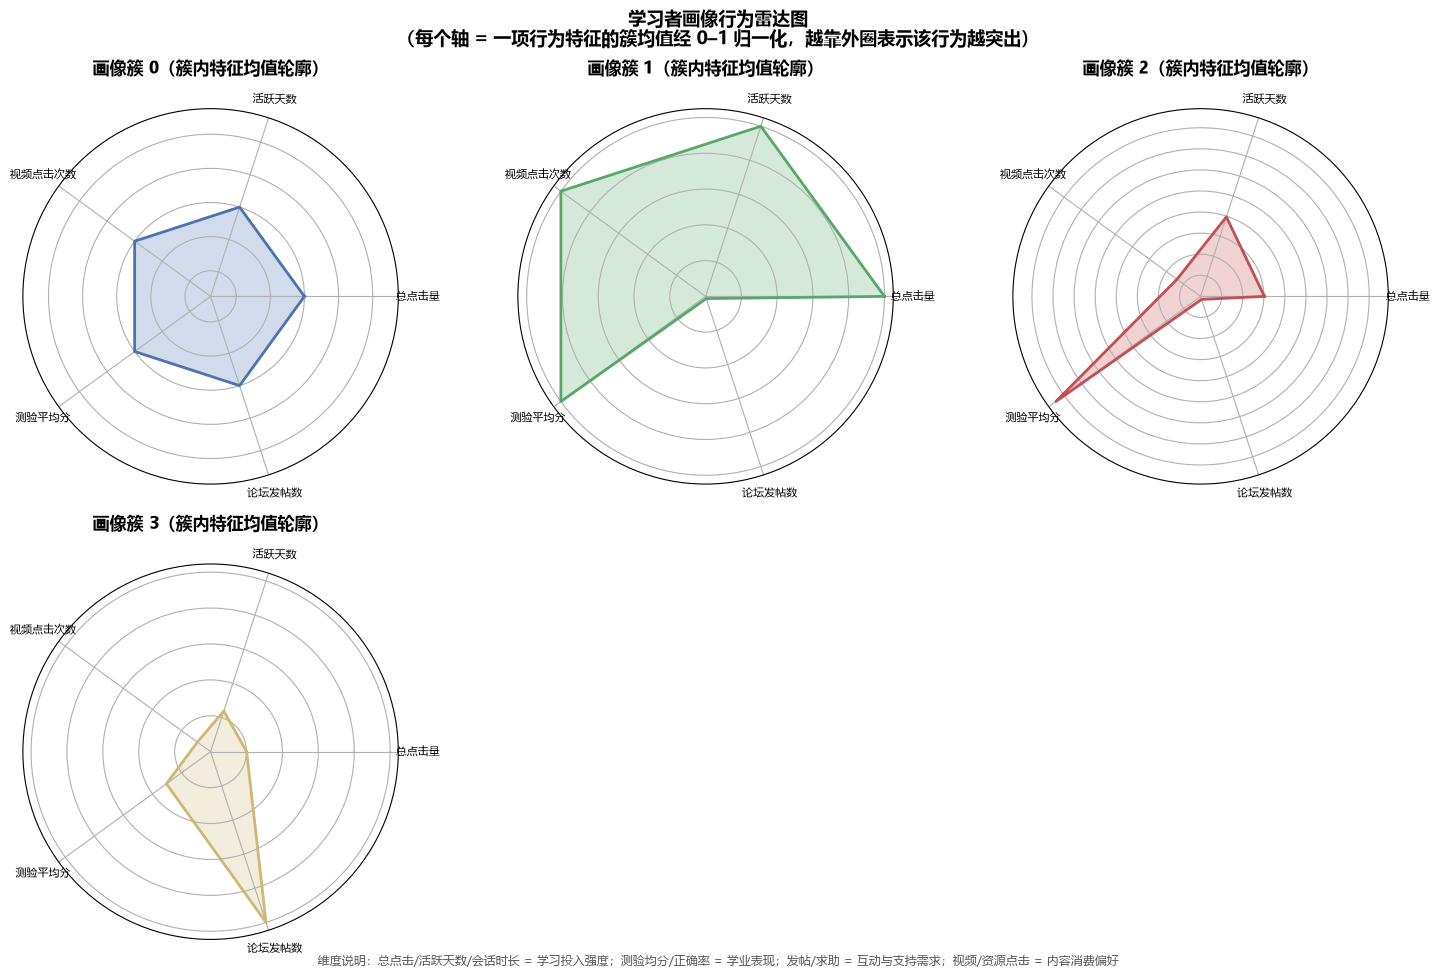 学习者画像行为雷达图
（每个轴 = 一项行为特征的簇均值经 0–1 归一化，越靠外圈表示该行为越突出）
画像簇 0（簇内特征均值轮廓）
活跃天数
视频点击次数
总点击量
测验平均分
论坛发帖数
画像簇 1（簇内特征均值轮廓）
活跃天数
视频点击次数
总点击量
测验平均分
论坛发帖数
画像簇 2（簇内特征均值轮廓）
活跃天数
视频点击次数
总点击量
测验平均分
论坛发帖数
画像簇 3（簇内特征均值轮廓）
活跃天数
视频点击次数
总点击量
测验平均分
论坛发帖数
维度说明：总点击/活跃天数/会话时长 = 学习投入强度；测验均分/正确率 = 学业表现；发帖/求助 = 互动与支持需求；视频/资源点击 = 内容消费偏好